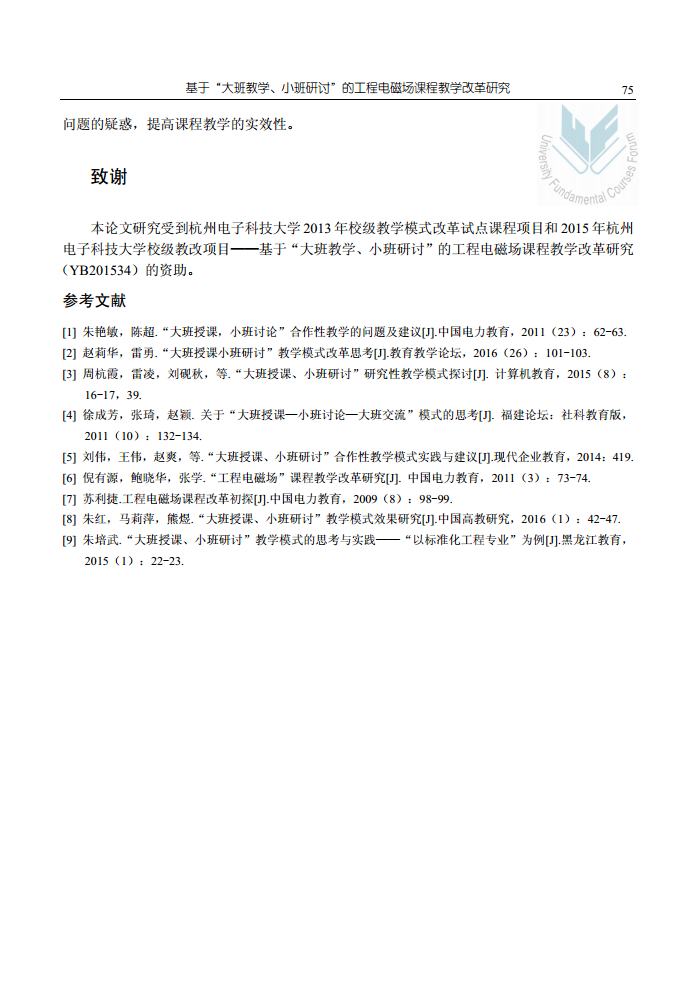 基于“大班教学、小班研讨”的工程电磁场课程教学改革研究 75
问题的疑惑，提高课程教学的实效性。
University Fundamental Courses Forum
致谢
本论文研究受到杭州电子科技大学 2013 年校级教学模式改革试点课程项目和 2015 年杭州
电子科技大学校级教改项目——基于“大班教学、小班研讨”的工程电磁场课程教学改革研究
（YB201534）的资助。
参考文献
[1] 朱艳敏，陈超.“大班授课，小班讨论”合作性教学的问题及建议[J].中国电力教育，2011（23）：62-63.
[2] 赵莉华，雷勇.“大班授课小班研讨”教学模式改革思考[J].教育教学论坛，2016（26）：101-103.
[3] 周杭霞，雷凌，刘砚秋，等.“大班授课、小班研讨”研究性教学模式探讨[J]. 计算机教育，2015（8）：
16-17，39.
[4] 徐成芳，张琦，赵颖. 关于“大班授课—小班讨论—大班交流”模式的思考[J]. 福建论坛：社科教育版，
2011（10）：132-134.
[5] 刘伟，王伟，赵爽，等.“大班授课、小班研讨”合作性教学模式实践与建议[J].现代企业教育，2014：419.
[6] 倪有源，鲍晓华，张学.“工程电磁场”课程教学改革研究[J]. 中国电力教育，2011（3）：73-74.
[7] 苏利捷.工程电磁场课程改革初探[J].中国电力教育，2009（8）：98-99.
[8] 朱红，马莉萍，熊煜.“大班授课、小班研讨”教学模式效果研究[J].中国高教研究，2016（1）：42-47.
[9] 朱培武.“大班授课、小班研讨”教学模式的思考与实践——“以标准化工程专业”为例[J].黑龙江教育，
2015（1）：22-23.